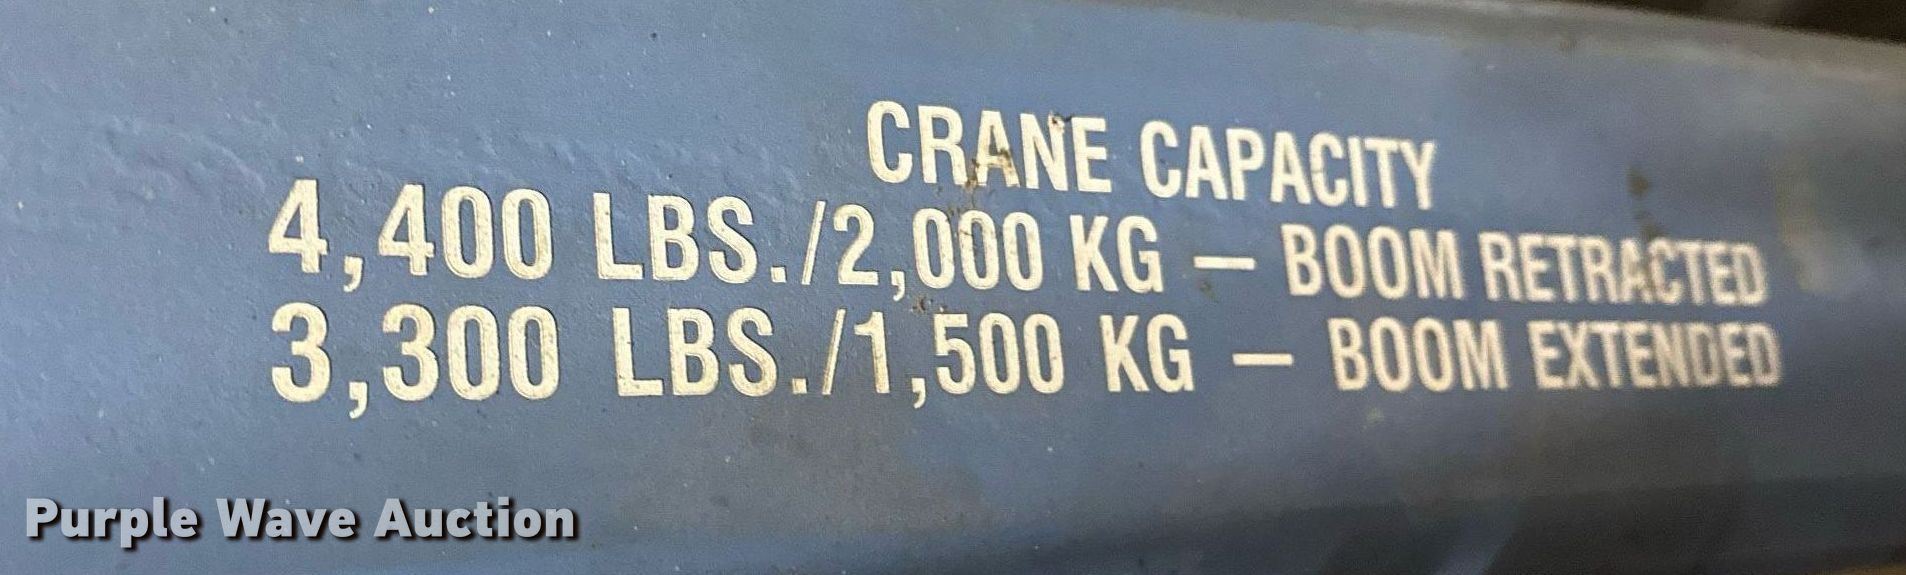 CRANE CAPACITY
4,400 LBS./2,000 KG — BOOM RETRACTED
3,300 LBS./1,500 KG — BOOM EXTENDED
Purple Wave Auction